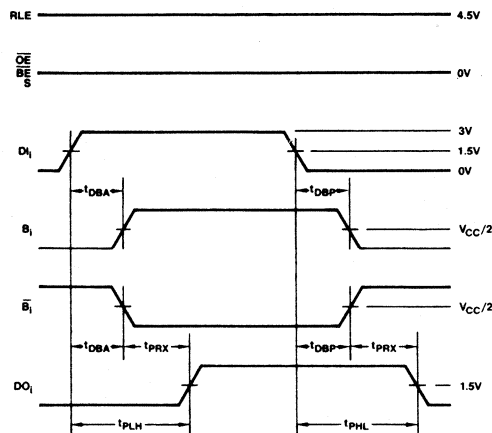 RLE 4.5V
OE
BE 0V
S
3V
DIi 1.5V
0V
tDBA tDBP
Bi VCC/2
B̅i VCC/2
tDBA tPRX tDBP tPRX
DOi 1.5V
tPLH tPHL